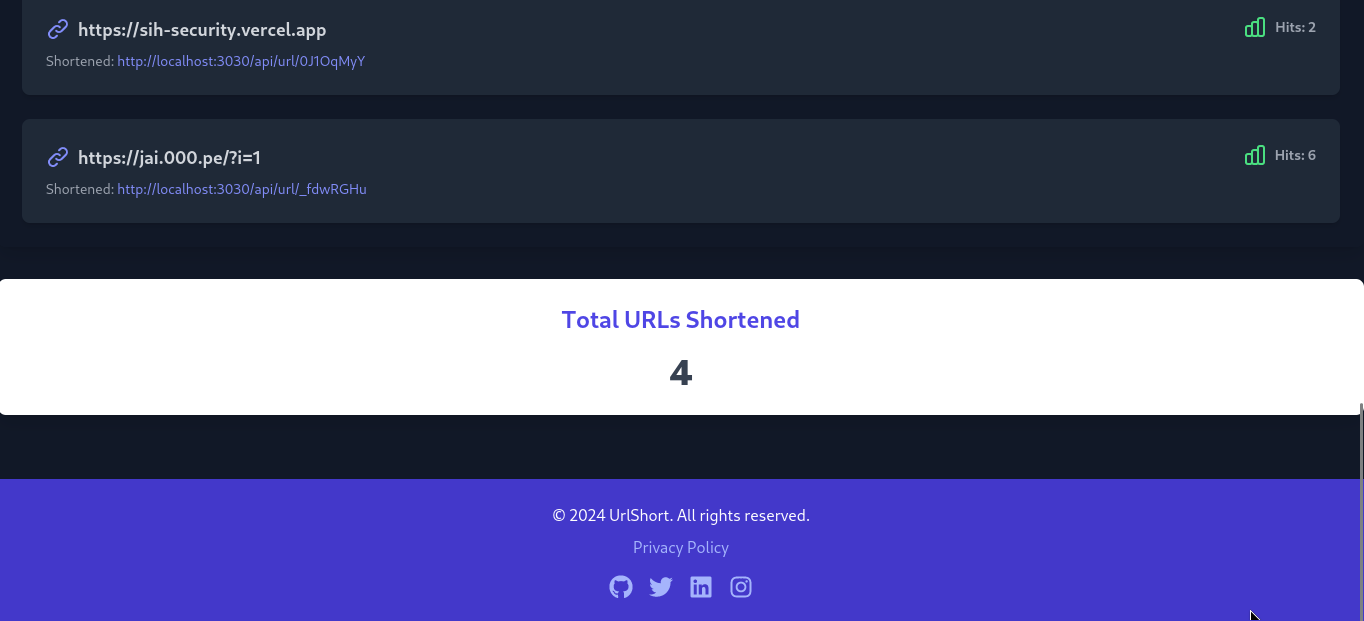 https://sih-security.vercel.app
Hits: 2
Shortened: http://localhost:3030/api/url/0J1OqMyY
https://jai.000.pe/?i=1
Hits: 6
Shortened: http://localhost:3030/api/url/_fdwRGHu
Total URLs Shortened
4
© 2024 UrlShort. All rights reserved.
Privacy Policy